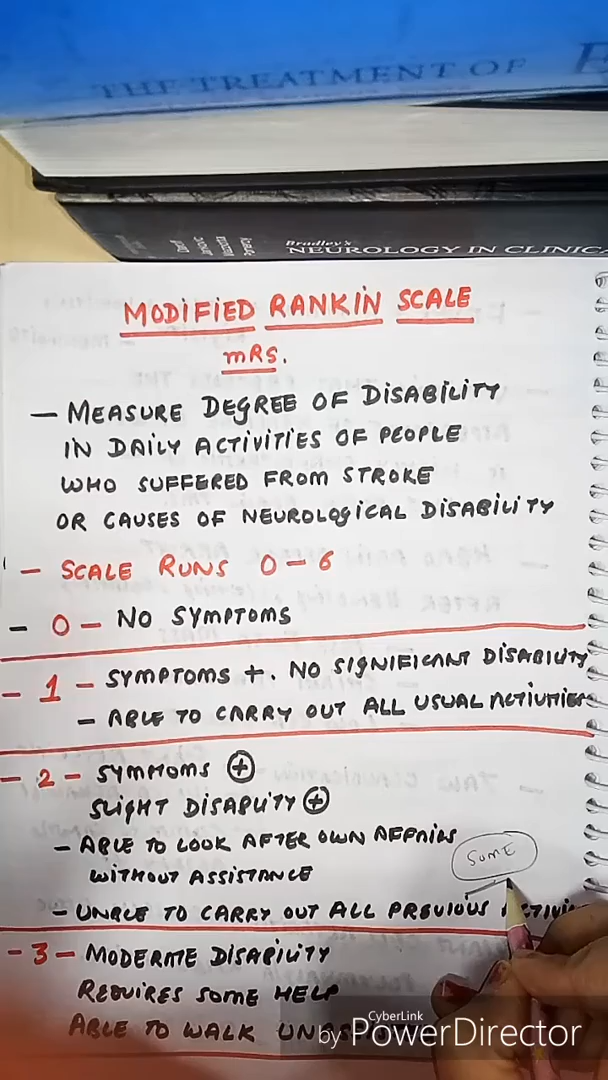 THE TREATMENT OF E
Bradley's
NEUROLOGY IN CLINICA
MODIFIED RANKIN SCALE
mRS.
— MEASURE DEGREE OF DISABILITY
IN DAILY ACTIVITIES OF PEOPLE
WHO SUFFERED FROM STROKE
OR CAUSES OF NEUROLOGICAL DISABILITY
— SCALE RUNS 0-6
- 0 — NO SYMPTOMS
- 1 — SYMPTOMS +. NO SIGNIFICANT DISABILITY
- ABLE TO CARRY OUT ALL USUAL ACTIVITIES
- 2 — SYMPTOMS ⊕
SLIGHT DISABLITY ⊕
- ABLE TO LOOK AFTER OWN AFFAIRS
WITHOUT ASSISTANCE
SOME
- UNABLE TO CARRY OUT ALL PREVIOUS ACTIVI
- 3 — MODERATE DISABILITY
REQUIRES SOME HELP
ABLE TO WALK
CyberLink
by PowerDirector